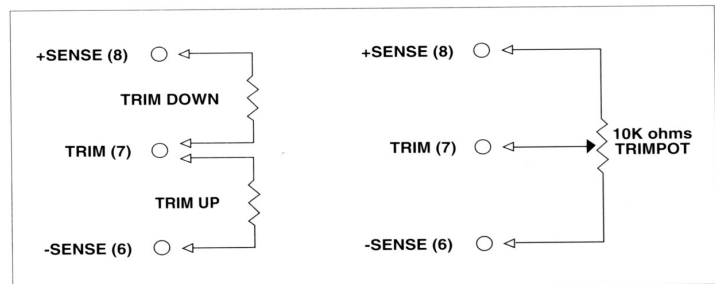 +SENSE (8)
TRIM DOWN
TRIM (7)
TRIM UP
-SENSE (6)
+SENSE (8)
10K ohms
TRIMPOT
TRIM (7)
-SENSE (6)